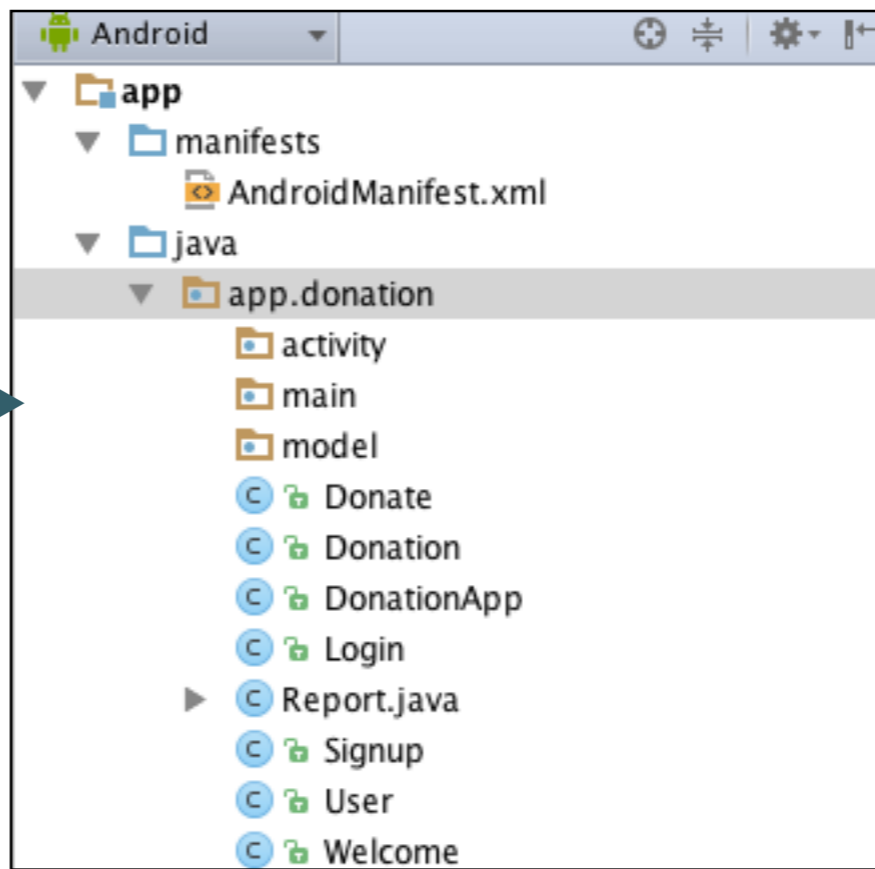 Android
app
manifests
AndroidManifest.xml
java
app.donation
activity
main
model
Donate
Donation
DonationApp
Login
Report.java
Signup
User
Welcome